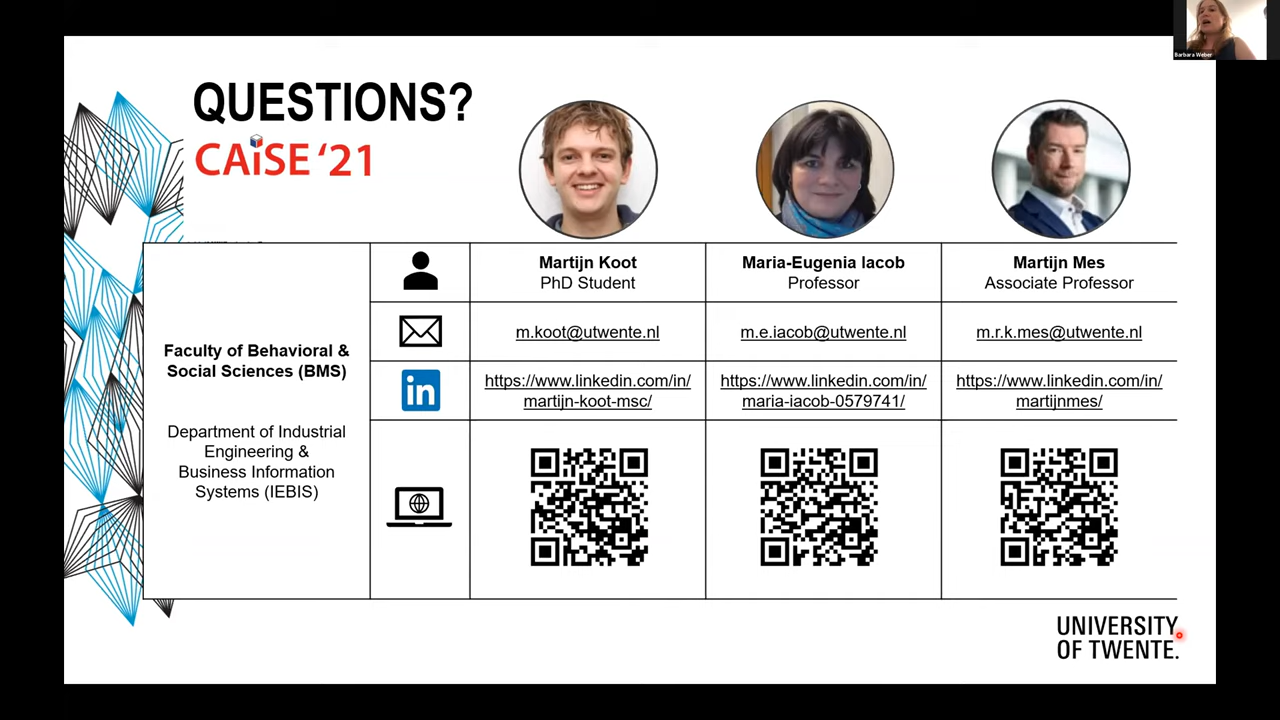 Barbara Weber
QUESTIONS?
CAiSE '21
Martijn Koot
PhD Student
Maria-Eugenia Iacob
Professor
Martijn Mes
Associate Professor
m.koot@utwente.nl
m.e.iacob@utwente.nl
m.r.k.mes@utwente.nl
Faculty of Behavioral &
Social Sciences (BMS)
https://www.linkedin.com/in/
martijn-koot-msc/
https://www.linkedin.com/in/
maria-iacob-0579741/
https://www.linkedin.com/in/
martijnmes/
in
Department of Industrial
Engineering &
Business Information
Systems (IEBIS)
UNIVERSITY
OF TWENTE.